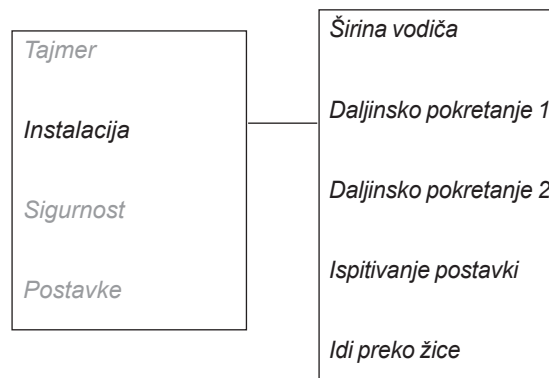 Tajmer
Instalacija
Sigurnost
Postavke
Širina vodiča
Daljinsko pokretanje 1
Daljinsko pokretanje 2
Ispitivanje postavki
Idi preko žice